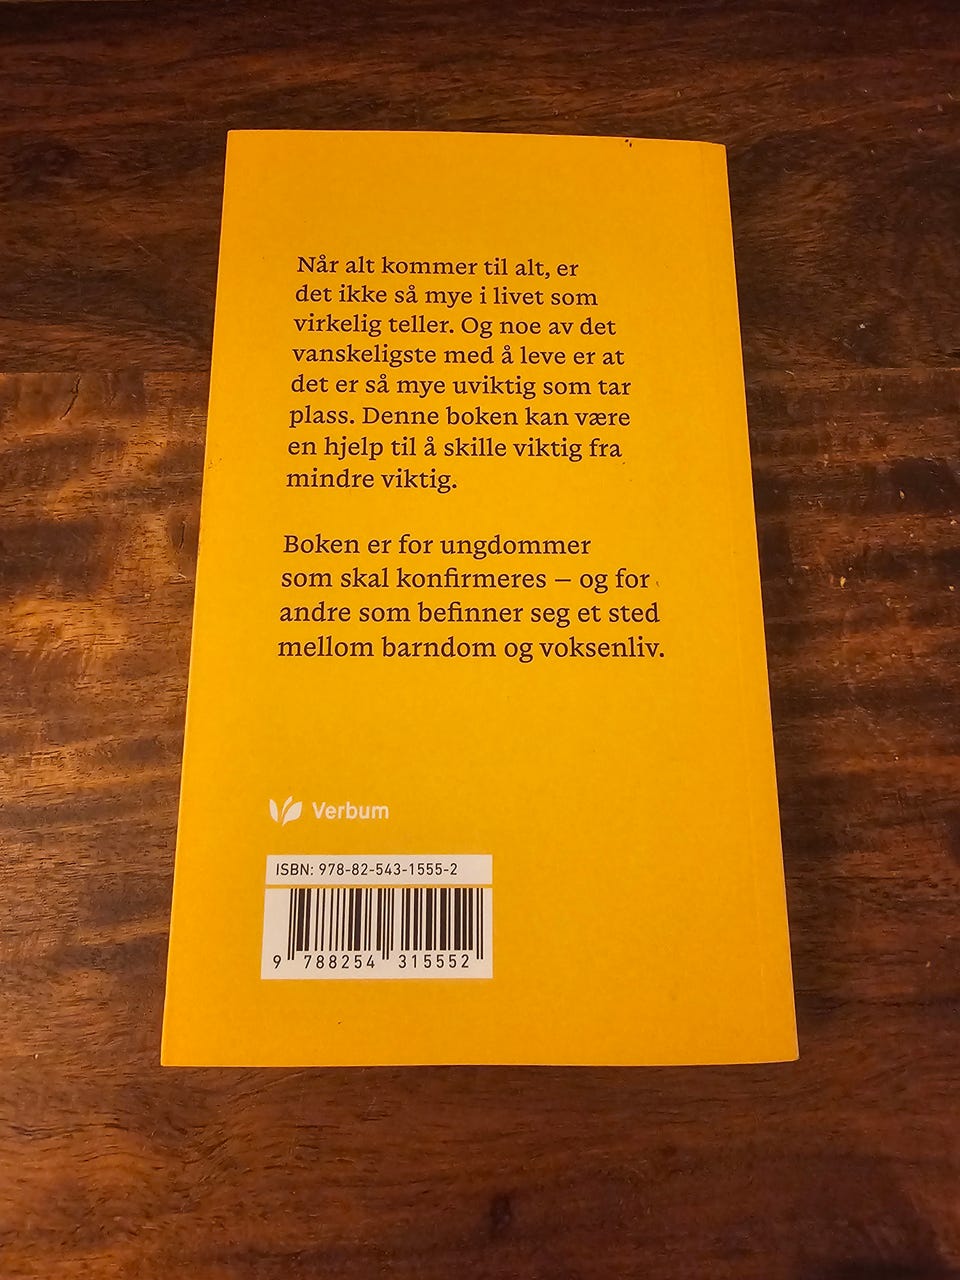 Når alt kommer til alt, er
det ikke så mye i livet som
virkelig teller. Og noe av det
vanskeligste med å leve er at
det er så mye uviktig som tar
plass. Denne boken kan være
en hjelp til å skille viktig fra
mindre viktig.
Boken er for ungdommer
som skal konfirmeres – og for
andre som befinner seg et sted
mellom barndom og voksenliv.
Verbum
ISBN: 978-82-543-1555-2
9 788254 315552